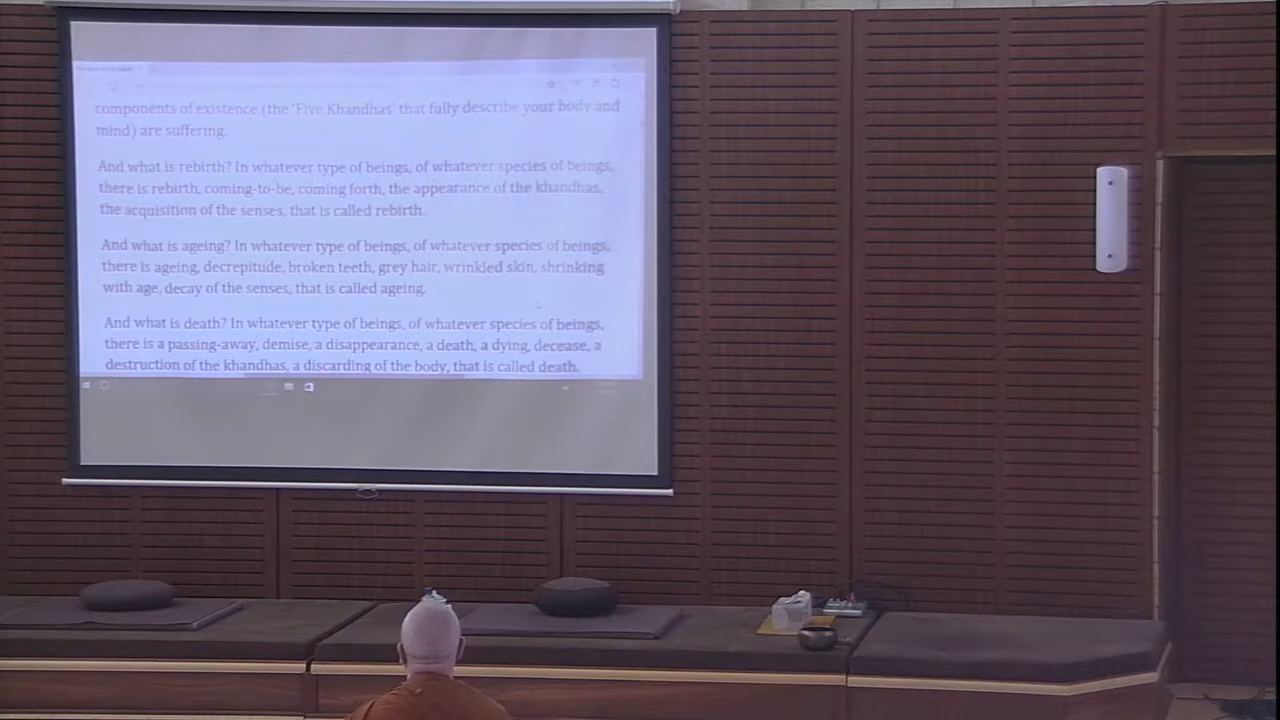 components of existence (the 'Five Khandhas' that fully describe your body and
mind) are suffering.
And what is rebirth? In whatever type of beings, of whatever species of beings,
there is rebirth, coming-to-be, coming forth, the appearance of the khandhas,
the acquisition of the senses, that is called rebirth.
And what is ageing? In whatever type of beings, of whatever species of beings,
there is ageing, decrepitude, broken teeth, grey hair, wrinkled skin, shrinking
with age, decay of the senses, that is called ageing.
And what is death? In whatever type of beings, of whatever species of beings,
there is a passing-away, demise, a disappearance, a death, a dying, decease, a
destruction of the khandhas, a discarding of the body, that is called death.